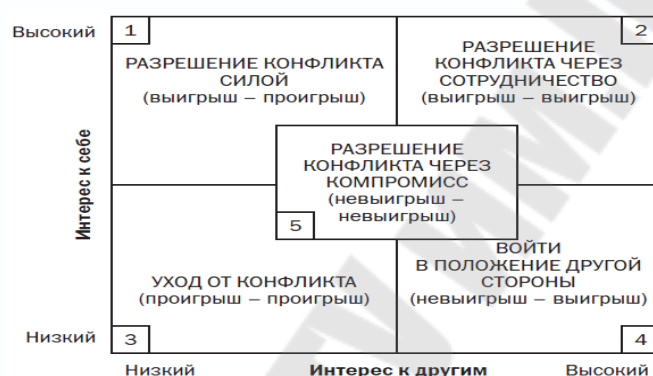 Высокий
1
2
РАЗРЕШЕНИЕ КОНФЛИКТА
СИЛОЙ
(выигрыш – проигрыш)
РАЗРЕШЕНИЕ
КОНФЛИКТА ЧЕРЕЗ
СОТРУДНИЧЕСТВО
(выигрыш – выигрыш)
Интерес к себе
РАЗРЕШЕНИЕ
КОНФЛИКТА ЧЕРЕЗ
КОМПРОМИСС
(невыигрыш –
невыигрыш)
5
УХОД ОТ КОНФЛИКТА
(проигрыш – проигрыш)
ВОЙТИ
В ПОЛОЖЕНИЕ ДРУГОЙ
СТОРОНЫ
(невыигрыш – выигрыш)
Низкий
3
4
Низкий
Интерес к другим
Высокий